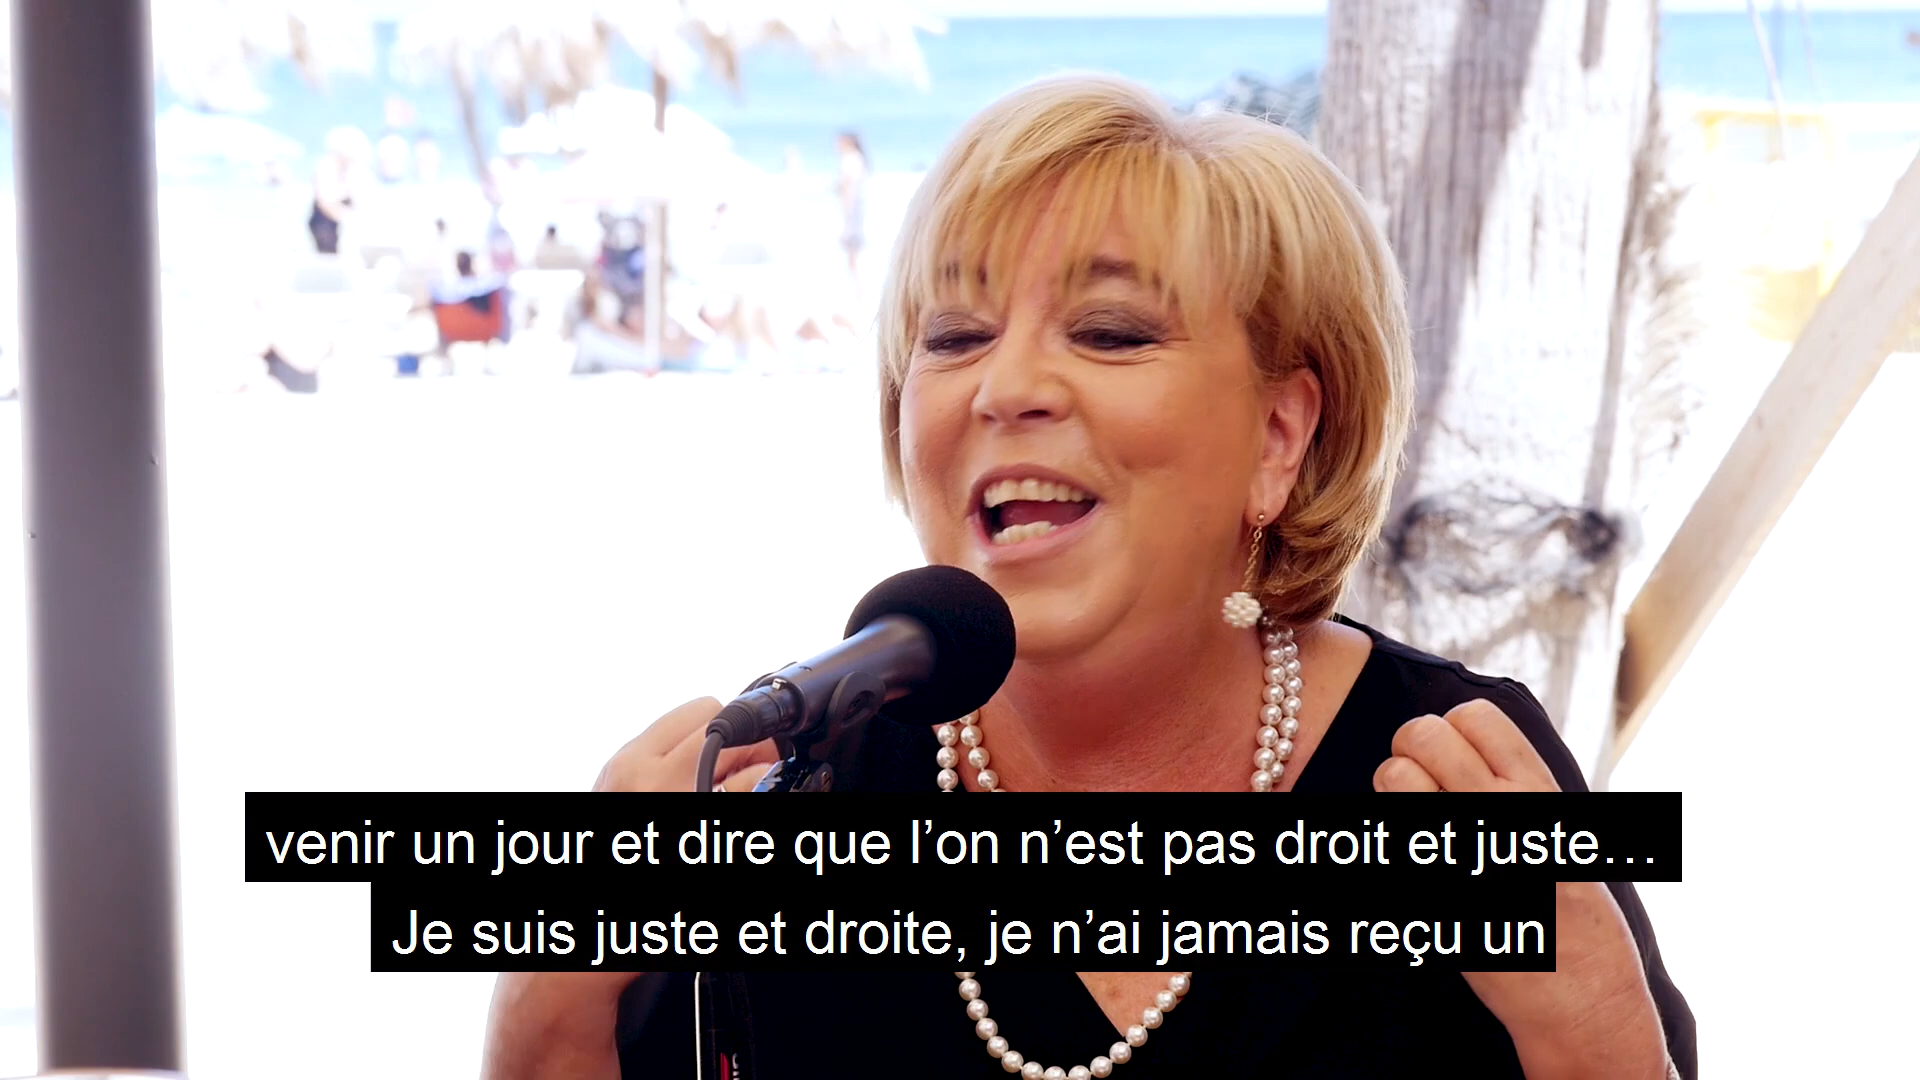 venir un jour et dire que l’on n’est pas droit et juste…
Je suis juste et droite, je n’ai jamais reçu un